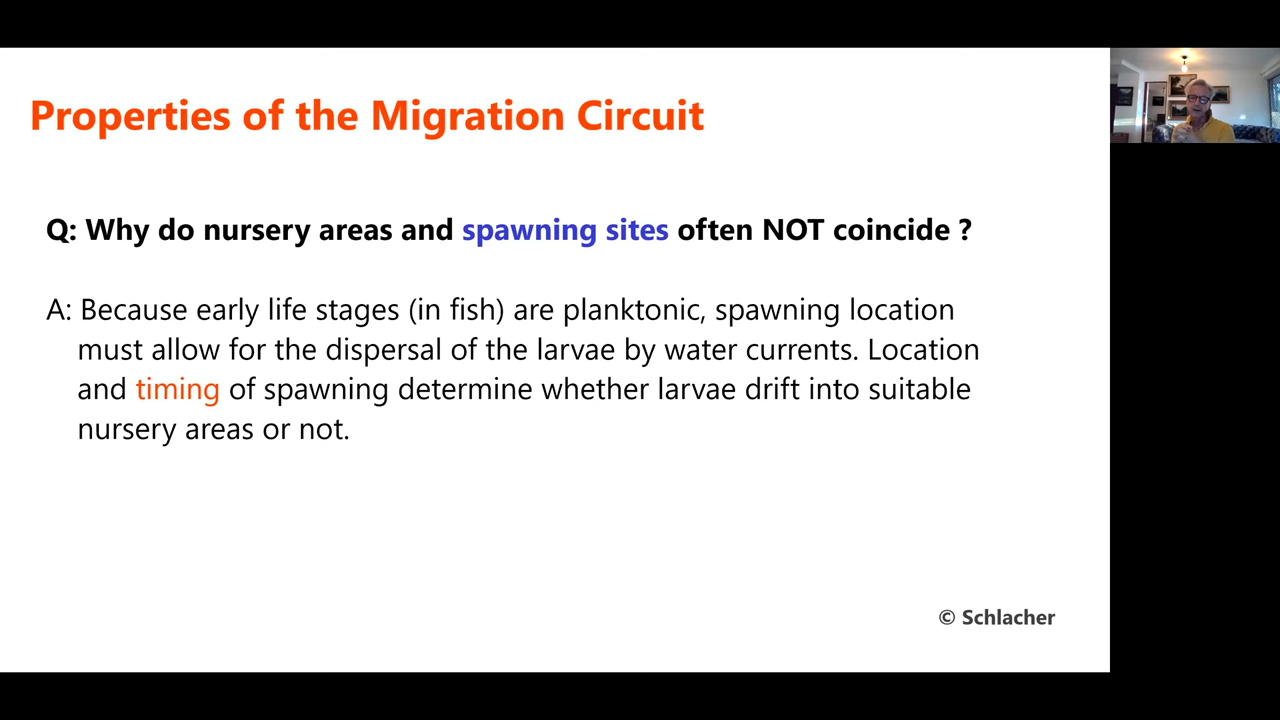 Properties of the Migration Circuit
Q: Why do nursery areas and spawning sites often NOT coincide ?
A: Because early life stages (in fish) are planktonic, spawning location
must allow for the dispersal of the larvae by water currents. Location
and timing of spawning determine whether larvae drift into suitable
nursery areas or not.
© Schlacher